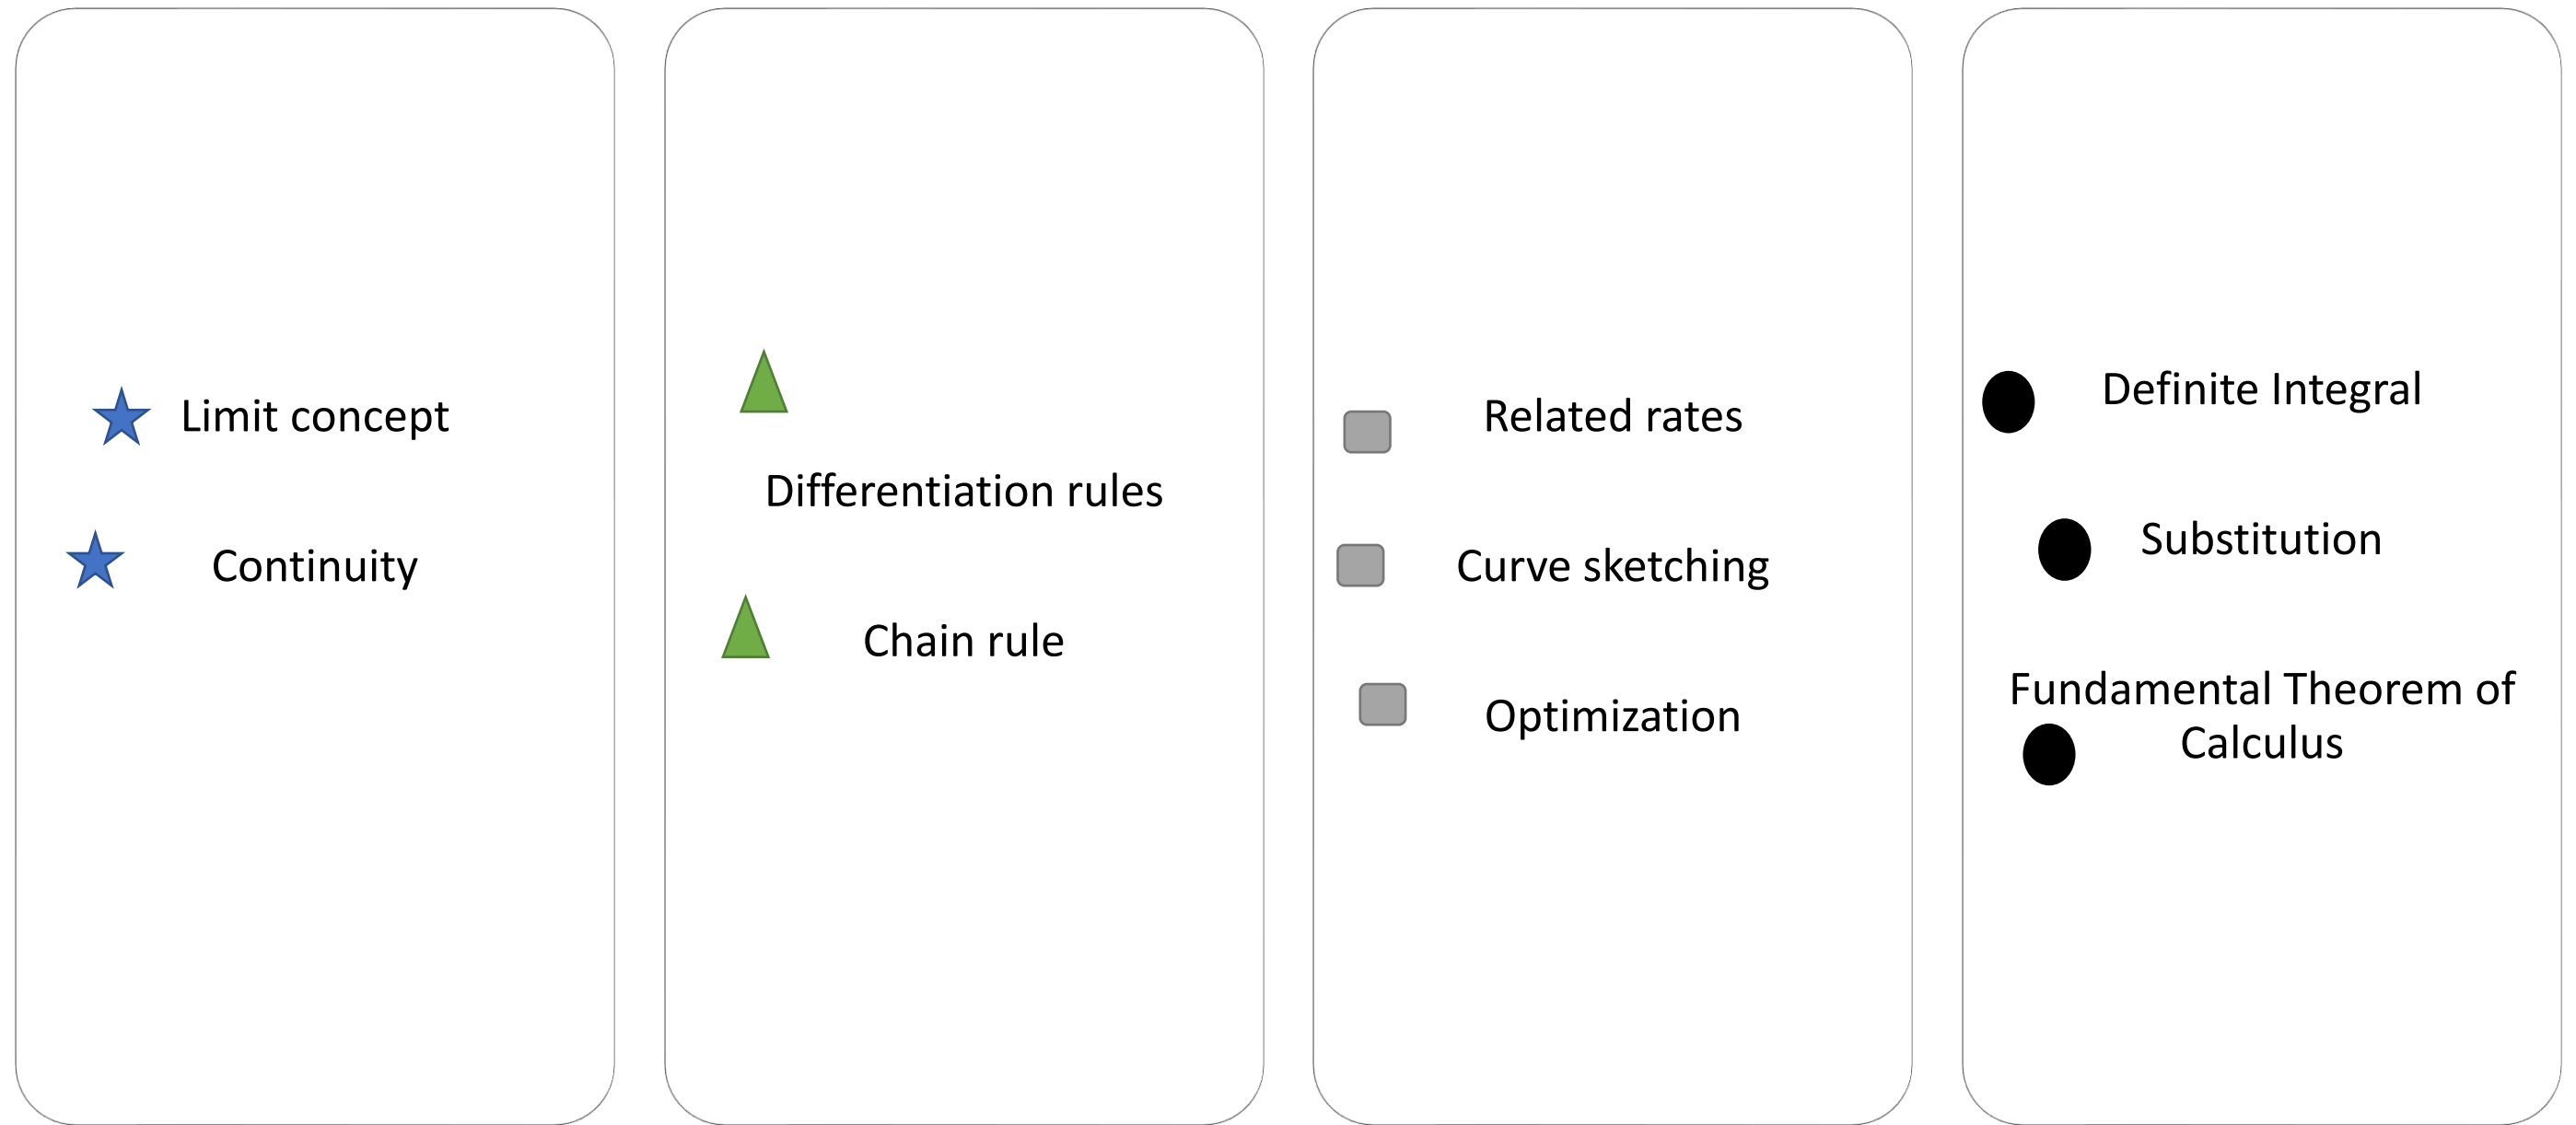 Limit concept
Continuity
Differentiation rules
Chain rule
Related rates
Curve sketching
Optimization
Definite Integral
Substitution
Fundamental Theorem of
Calculus